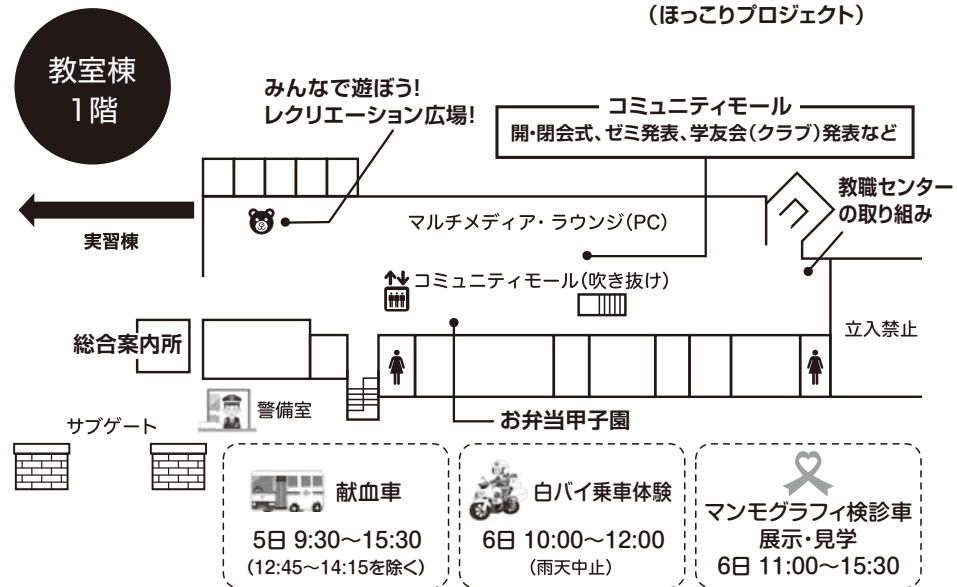 （ほっこりプロジェクト）
教室棟
1階
みんなで遊ぼう!
レクリエーション広場!
コミュニティモール
開・閉会式、ゼミ発表、学友会（クラブ）発表など
教職センター
の取り組み
実習棟
マルチメディア・ラウンジ（PC）
コミュニティモール（吹き抜け）
立入禁止
総合案内所
警備室
サブゲート
お弁当甲子園
献血車
5日 9:30〜15:30
（12:45〜14:15を除く）
白バイ乗車体験
6日 10:00〜12:00
（雨天中止）
マンモグラフィ検診車
展示・見学
6日 11:00〜15:30